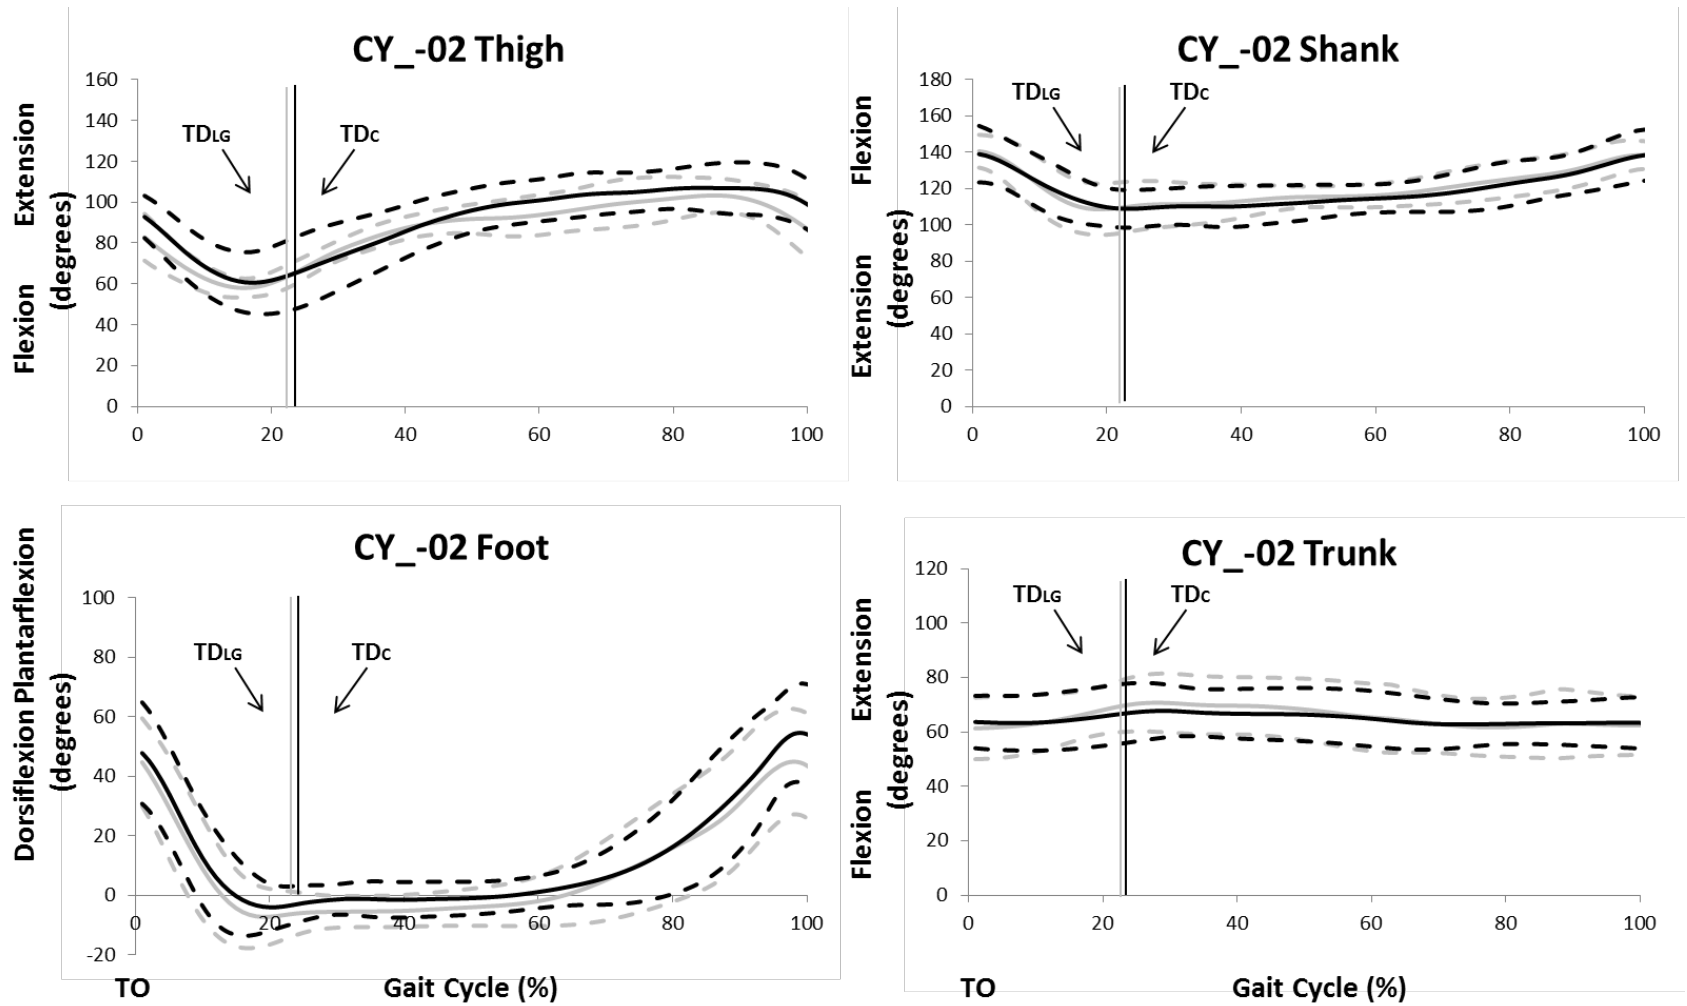 CY_-02 Thigh
Extension
Flexion
(degrees)
160
140
120
100
80
60
40
20
0
TDLG
TDC
0 20 40 60 80 100
CY_-02 Shank
Flexion
Extension
(degrees)
180
160
140
120
100
80
60
40
20
0
TDLG
TDC
0 20 40 60 80 100
CY_-02 Foot
Dorsiflexion Plantarflexion
(degrees)
100
80
60
40
20
0
-20
TDLG
TDC
0 20 40 60 80 100
TO Gait Cycle (%)
CY_-02 Trunk
Extension
Flexion
(degrees)
120
100
80
60
40
20
0
TDLG
TDC
0 20 40 60 80 100
TO Gait Cycle (%)